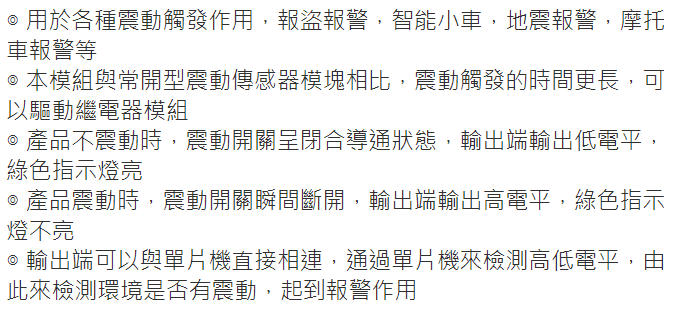 ◎ 用於各種震動觸發作用，報盜報警，智能小車，地震報警，摩托
車報警等
◎ 本模組與常開型震動傳感器模塊相比，震動觸發的時間更長，可
以驅動繼電器模組
◎ 產品不震動時，震動開關呈閉合導通狀態，輸出端輸出低電平，
綠色指示燈亮
◎ 產品震動時，震動開關瞬間斷開，輸出端輸出高電平，綠色指示
燈不亮
◎ 輸出端可以與單片機直接相連，通過單片機來檢測高低電平，由
此來檢測環境是否有震動，起到報警作用